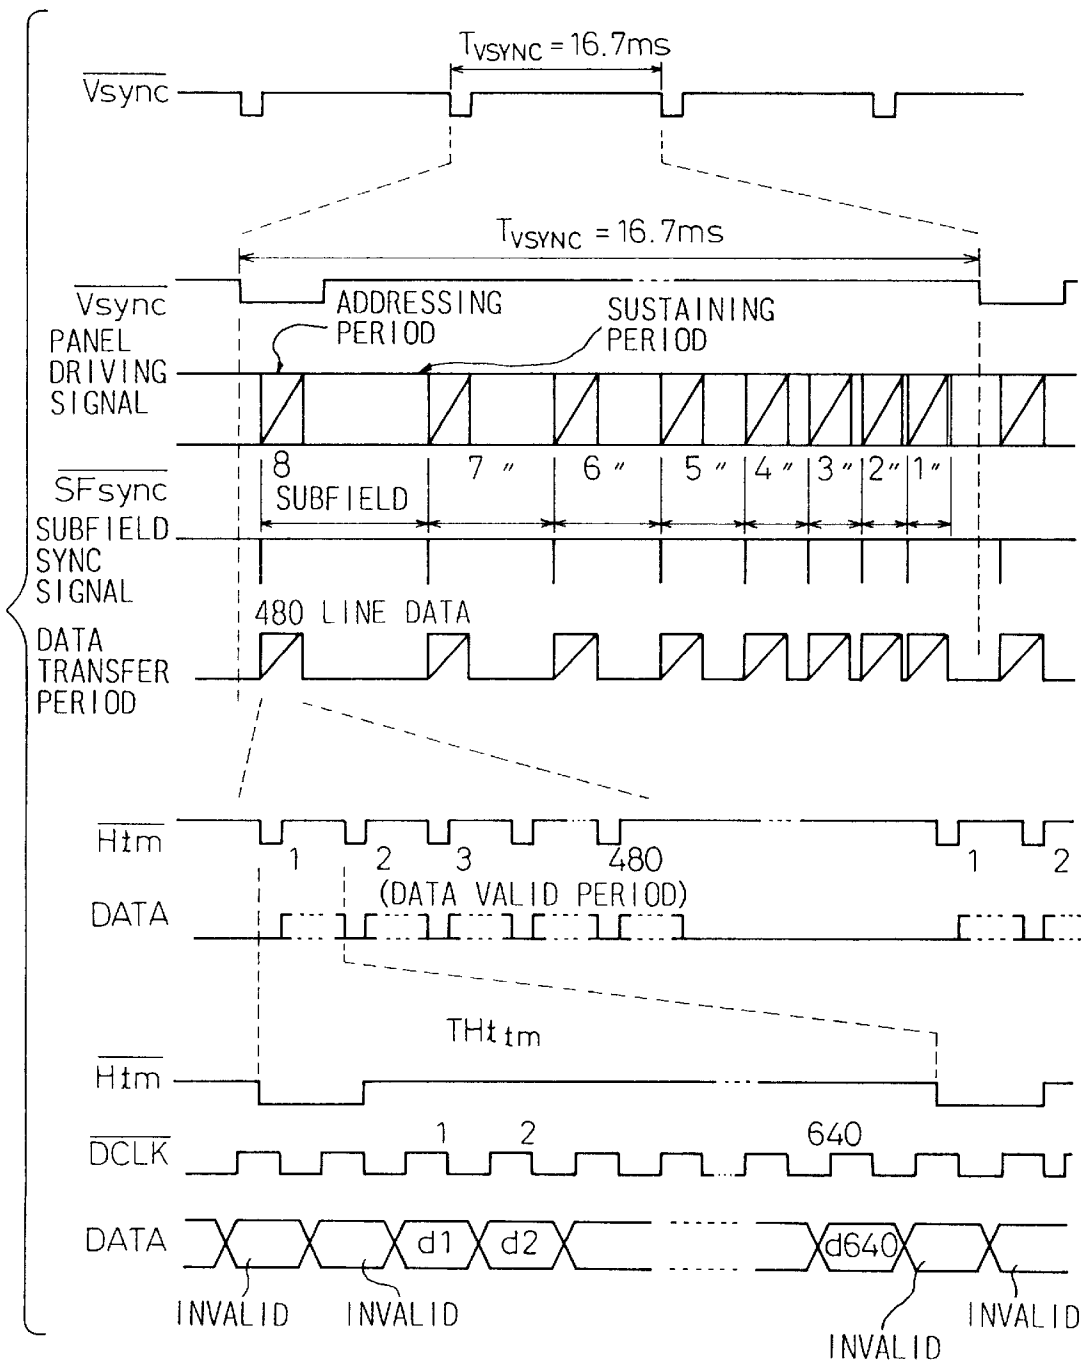 TVSYNC = 16.7ms
Vsync
TVSYNC = 16.7ms
Vsync
ADDRESSING
PERIOD
SUSTAINING
PERIOD
PANEL
DRIVING
SIGNAL
8 7 〃 6 〃 5 〃 4 〃 3 〃 2 〃 1 〃
SUBFIELD
SFsync
SUBFIELD
SYNC
SIGNAL
480 LINE DATA
DATA
TRANSFER
PERIOD
Htm
1 2 3 480 1 2
(DATA VALID PERIOD)
DATA
THttm
Htm
1 2 640
DCLK
DATA d1 d2 d640
INVALID INVALID INVALID INVALID